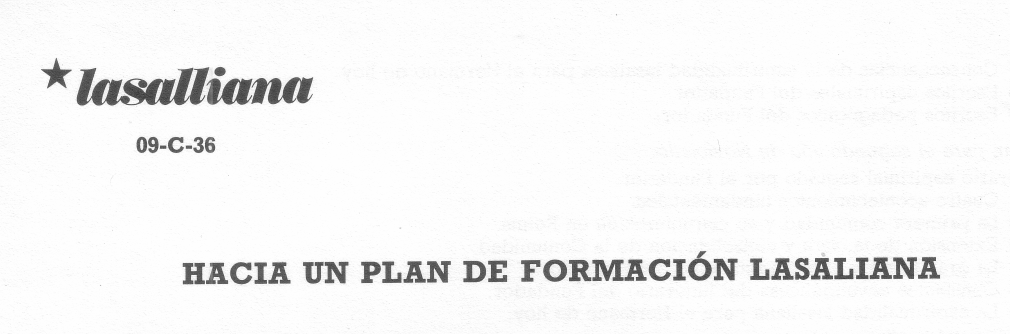 ★ lasalliana
09-C-36
HACIA UN PLAN DE FORMACIÓN LASALIANA